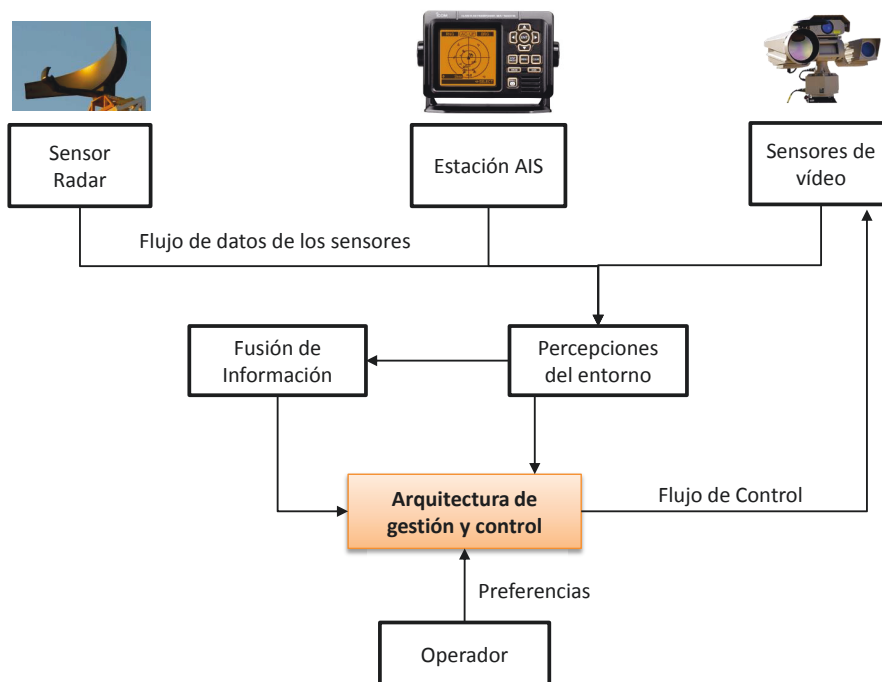 Sensor
Radar
Estación AIS
Sensores de
vídeo
Flujo de datos de los sensores
Fusión de
Información
Percepciones
del entorno
Arquitectura de
gestión y control
Flujo de Control
Preferencias
Operador